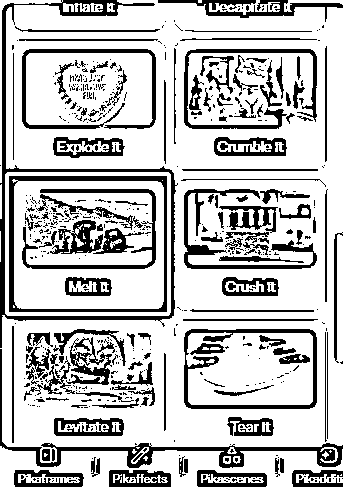 Inflate it
Decapitate it
Explode it
Crumble it
Melt it
Crush it
Levitate it
Tear it
Pikaframes
Pikaffects
Pikascenes
Pikadditi